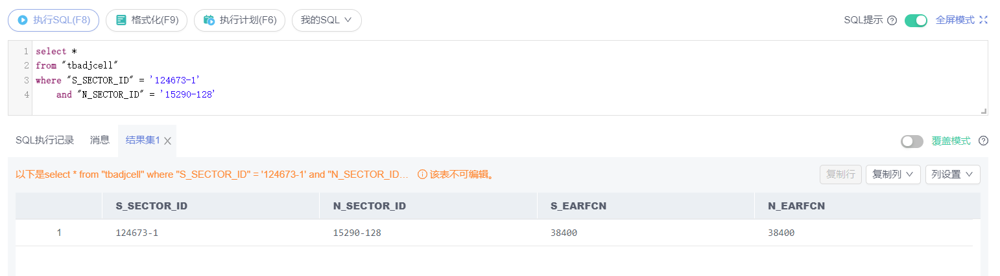 执行SQL(F8) 格式化(F9) 执行计划(F6) 我的SQL SQL提示 全屏模式
1 select *
2 from "tbadjcell"
3 where "S_SECTOR_ID" = '124673-1'
4 and "N_SECTOR_ID" = '15290-128'
SQL执行记录 消息 结果集1 覆盖模式
以下是select * from "tbadjcell" where "S_SECTOR_ID" = '124673-1' and "N_SECTOR_ID... 该表不可编辑。 复制行 复制列 列设置
S_SECTOR_ID N_SECTOR_ID S_EARFCN N_EARFCN
1 124673-1 15290-128 38400 38400